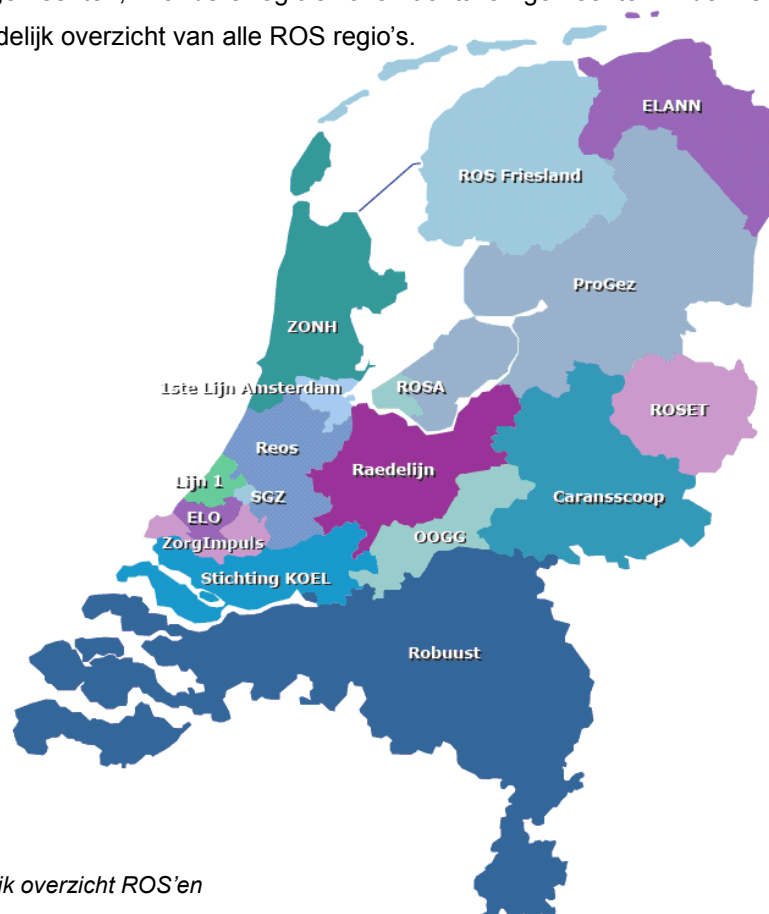 delijk overzicht van alle ROS regio's.
ELANN
ROS Friesland
ProGez
ZONH
1ste Lijn Amsterdam
ROSA
ROSET
Reos
Raedelijn
Lijn 1
SGZ
Caransscoop
ELO
OOGG
ZorgImpuls
Stichting KOEL
Robuust
ik overzicht ROS'en